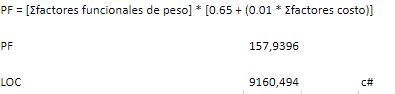 PF = [Σfactores funcionales de peso] * [0.65 + (0.01 * Σfactores costo)]
PF 157,9396
LOC 9160,494 c#